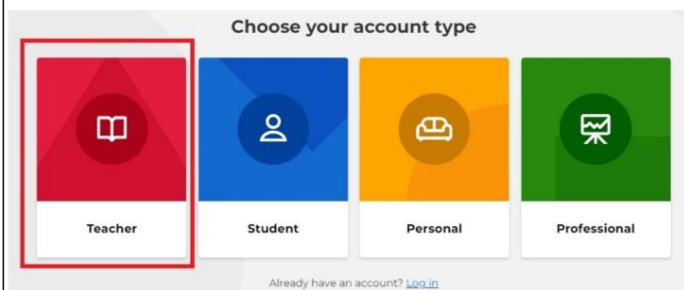 Choose your account type
Teacher
Student
Personal
Professional
Already have an account? Log in